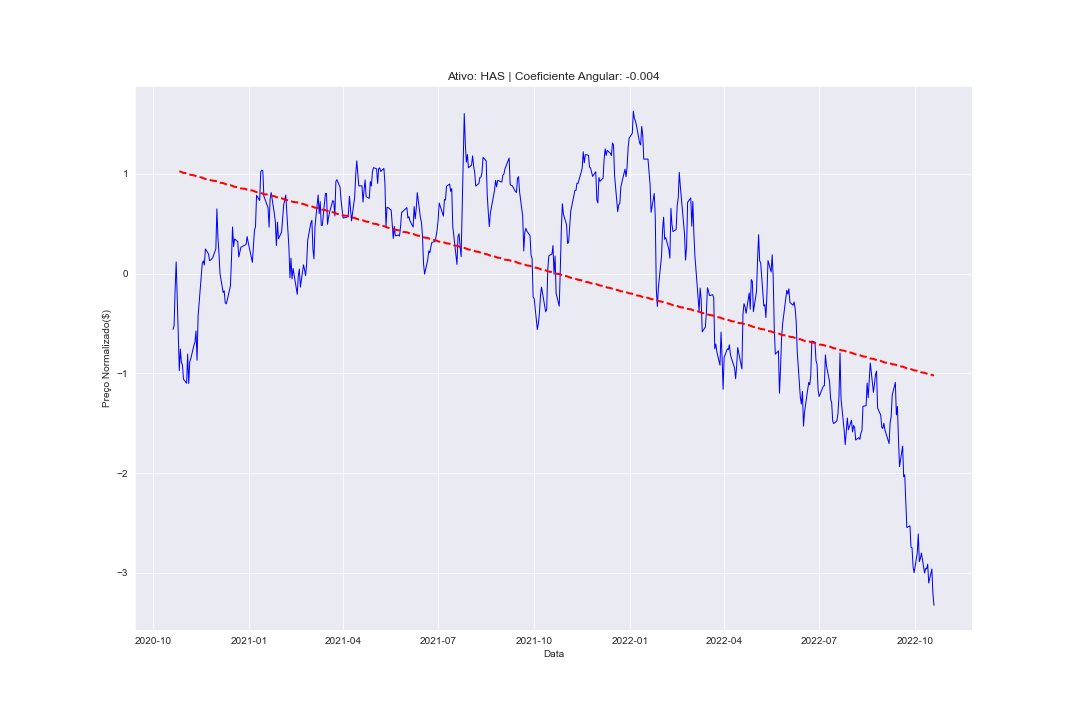 Ativo: HAS | Coeficiente Angular: -0.004
Preço Normalizado($)
1
0
−1
−2
−3
2020-10 2021-01 2021-04 2021-07 2021-10 2022-01 2022-04 2022-07 2022-10
Data